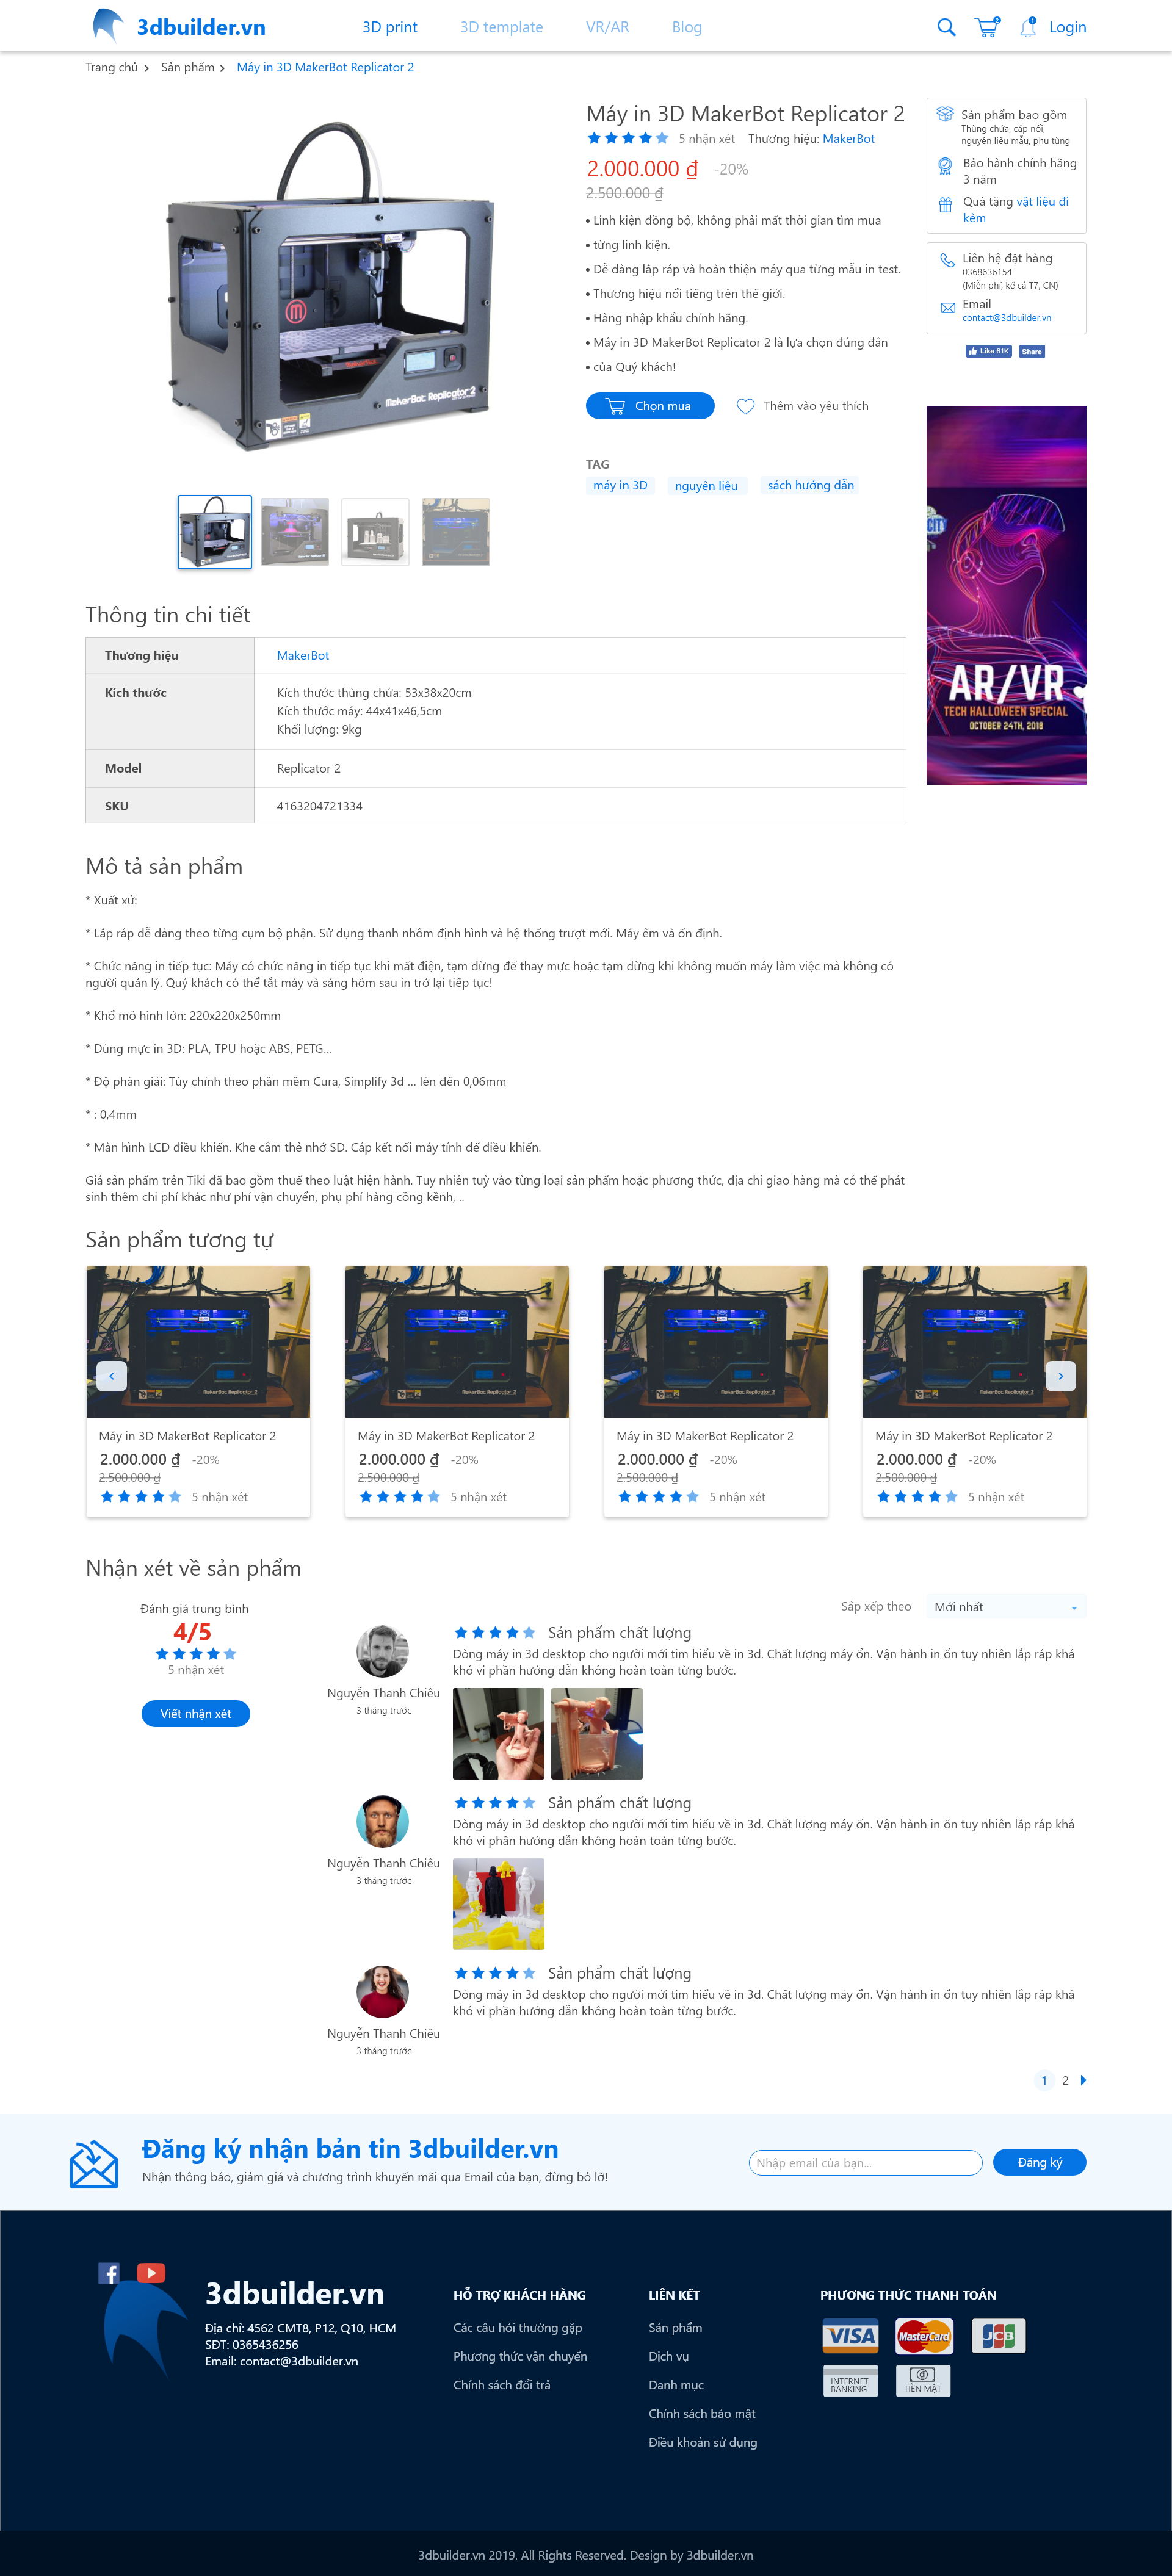 3dbuilder.vn
3D print
3D template
VR/AR
Blog
2
1
Login
Trang chủ
Sản phẩm
Máy in 3D MakerBot Replicator 2
Máy in 3D MakerBot Replicator 2
5 nhận xét
Thương hiệu: MakerBot
2.000.000 ₫
-20%
2.500.000 ₫
• Linh kiện đồng bộ, không phải mất thời gian tìm mua
• từng linh kiện.
• Dễ dàng lắp ráp và hoàn thiện máy qua từng mẫu in test.
• Thương hiệu nổi tiếng trên thế giới.
• Hàng nhập khẩu chính hãng.
• Máy in 3D MakerBot Replicator 2 là lựa chọn đúng đắn
• của Quý khách!
Chọn mua
Thêm vào yêu thích
TAG
máy in 3D
nguyên liệu
sách hướng dẫn
Sản phẩm bao gồm
Thùng chứa, cáp nối,
nguyên liệu mẫu, phụ tùng
Bảo hành chính hãng
3 năm
Quà tặng vật liệu đi
kèm
Liên hệ đặt hàng
0368636154
(Miễn phí, kể cả T7, CN)
Email
contact@3dbuilder.vn
Like 61K
Share
MakerBot Replicator 2
CITY
AR/VR
TECH HALLOWEEN SPECIAL
OCTOBER 24TH, 2018
Thông tin chi tiết
Thương hiệu
MakerBot
Kích thước
Kích thước thùng chứa: 53x38x20cm
Kích thước máy: 44x41x46,5cm
Khối lượng: 9kg
Model
Replicator 2
SKU
4163204721334
Mô tả sản phẩm
* Xuất xứ:
* Lắp ráp dễ dàng theo từng cụm bộ phận. Sử dụng thanh nhôm định hình và hệ thống trượt mới. Máy êm và ổn định.
* Chức năng in tiếp tục: Máy có chức năng in tiếp tục khi mất điện, tạm dừng để thay mực hoặc tạm dừng khi không muốn máy làm việc mà không có
người quản lý. Quý khách có thể tắt máy và sáng hôm sau in trở lại tiếp tục!
* Khổ mô hình lớn: 220x220x250mm
* Dùng mực in 3D: PLA, TPU hoặc ABS, PETG...
* Độ phân giải: Tùy chỉnh theo phần mềm Cura, Simplify 3d ... lên đến 0,06mm
* : 0,4mm
* Màn hình LCD điều khiển. Khe cắm thẻ nhớ SD. Cáp kết nối máy tính để điều khiển.
Giá sản phẩm trên Tiki đã bao gồm thuế theo luật hiện hành. Tuy nhiên tuỳ vào từng loại sản phẩm hoặc phương thức, địa chỉ giao hàng mà có thể phát
sinh thêm chi phí khác như phí vận chuyển, phụ phí hàng cồng kềnh, ..
Sản phẩm tương tự
MakerBot Replicator 2
MakerBot Replicator 2
MakerBot Replicator 2
MakerBot Replicator 2
Máy in 3D MakerBot Replicator 2
2.000.000 ₫
-20%
2.500.000 ₫
5 nhận xét
Máy in 3D MakerBot Replicator 2
2.000.000 ₫
-20%
2.500.000 ₫
5 nhận xét
Máy in 3D MakerBot Replicator 2
2.000.000 ₫
-20%
2.500.000 ₫
5 nhận xét
Máy in 3D MakerBot Replicator 2
2.000.000 ₫
-20%
2.500.000 ₫
5 nhận xét
Nhận xét về sản phẩm
Đánh giá trung bình
4/5
5 nhận xét
Viết nhận xét
Sắp xếp theo
Mới nhất
Sản phẩm chất lượng
Dòng máy in 3d desktop cho người mới tìm hiểu về in 3d. Chất lượng máy ổn. Vận hành in ổn tuy nhiên lắp ráp khá
khó vì phần hướng dẫn không hoàn toàn từng bước.
Nguyễn Thanh Chiêu
3 tháng trước
Sản phẩm chất lượng
Dòng máy in 3d desktop cho người mới tìm hiểu về in 3d. Chất lượng máy ổn. Vận hành in ổn tuy nhiên lắp ráp khá
khó vì phần hướng dẫn không hoàn toàn từng bước.
Nguyễn Thanh Chiêu
3 tháng trước
Sản phẩm chất lượng
Dòng máy in 3d desktop cho người mới tìm hiểu về in 3d. Chất lượng máy ổn. Vận hành in ổn tuy nhiên lắp ráp khá
khó vì phần hướng dẫn không hoàn toàn từng bước.
Nguyễn Thanh Chiêu
3 tháng trước
1
2
Đăng ký nhận bản tin 3dbuilder.vn
Nhận thông báo, giảm giá và chương trình khuyến mãi qua Email của bạn, đừng bỏ lỡ!
Nhập email của bạn...
Đăng ký
3dbuilder.vn
Địa chỉ: 4562 CMT8, P12, Q10, HCM
SĐT: 0365436256
Email: contact@3dbuilder.vn
HỖ TRỢ KHÁCH HÀNG
Các câu hỏi thường gặp
Phương thức vận chuyển
Chính sách đổi trả
LIÊN KẾT
Sản phẩm
Dịch vụ
Danh mục
Chính sách bảo mật
Điều khoản sử dụng
PHƯƠNG THỨC THANH TOÁN
VISA
MasterCard
JCB
INTERNET
BANKING
TIỀN MẶT
3dbuilder.vn 2019. All Rights Reserved. Design by 3dbuilder.vn